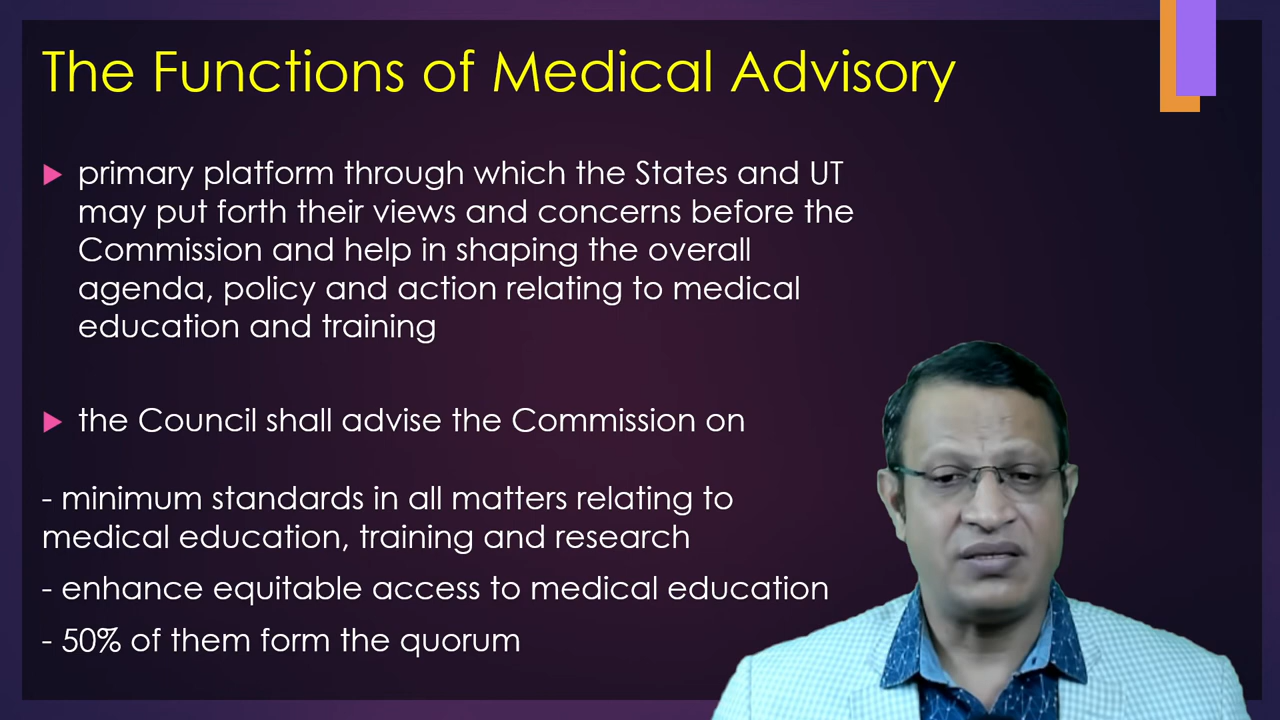 The Functions of Medical Advisory
primary platform through which the States and UT
may put forth their views and concerns before the
Commission and help in shaping the overall
agenda, policy and action relating to medical
education and training
the Council shall advise the Commission on
- minimum standards in all matters relating to
medical education, training and research
- enhance equitable access to medical education
- 50% of them form the quorum